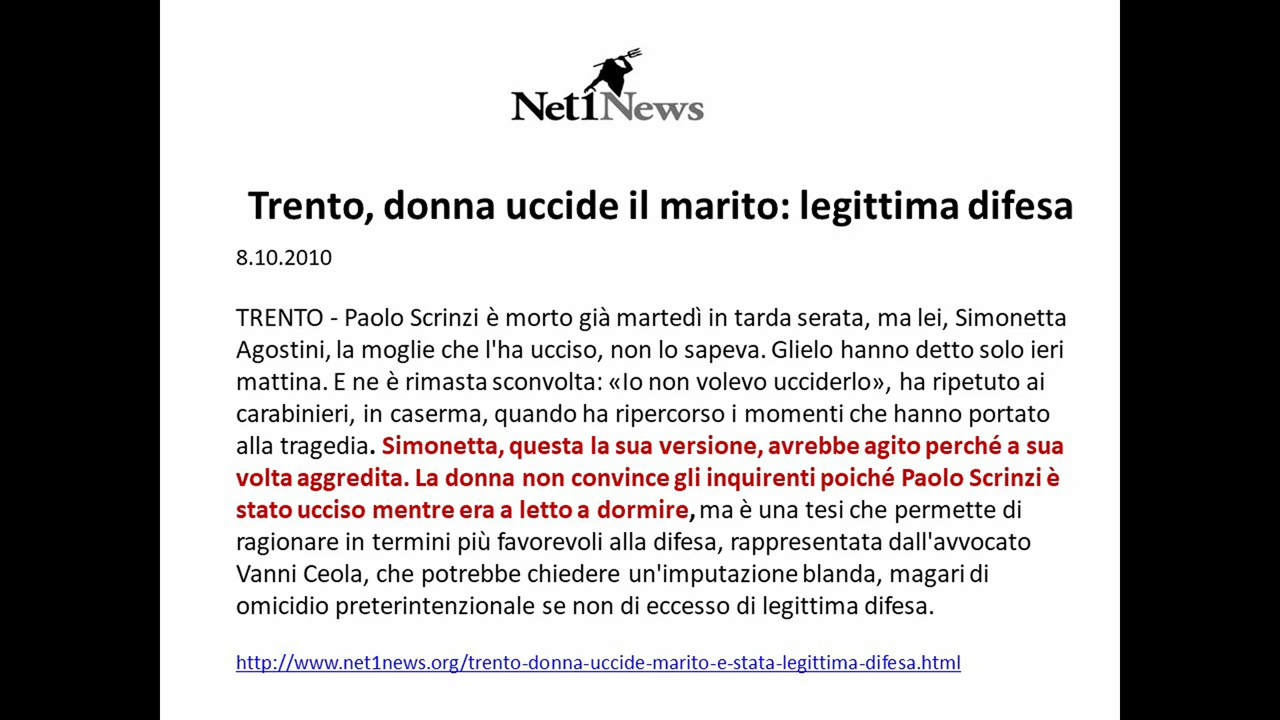 Net1News
Trento, donna uccide il marito: legittima difesa
8.10.2010
TRENTO - Paolo Scrinzi è morto già martedì in tarda serata, ma lei, Simonetta
Agostini, la moglie che l'ha ucciso, non lo sapeva. Glielo hanno detto solo ieri
mattina. E ne è rimasta sconvolta: «Io non volevo ucciderlo», ha ripetuto ai
carabinieri, in caserma, quando ha ripercorso i momenti che hanno portato
alla tragedia. Simonetta, questa la sua versione, avrebbe agito perché a sua
volta aggredita. La donna non convince gli inquirenti poiché Paolo Scrinzi è
stato ucciso mentre era a letto a dormire, ma è una tesi che permette di
ragionare in termini più favorevoli alla difesa, rappresentata dall'avvocato
Vanni Ceola, che potrebbe chiedere un'imputazione blanda, magari di
omicidio preterintenzionale se non di eccesso di legittima difesa.
http://www.net1news.org/trento-donna-uccide-marito-e-stata-legittima-difesa.html